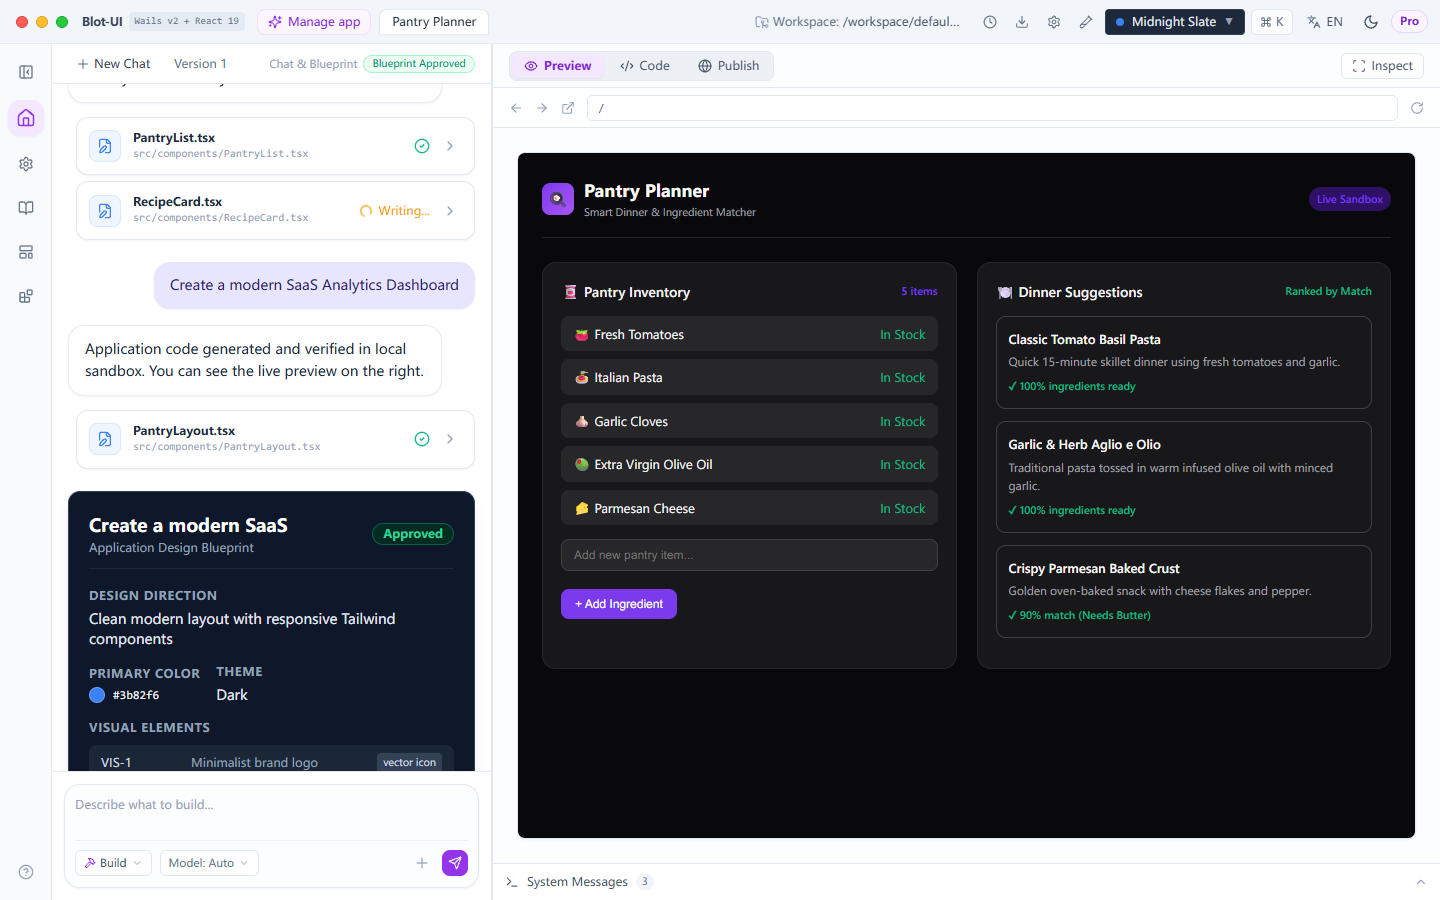 Blot-UI
Wails v2 + React 19
Manage app
Pantry Planner
Workspace: /workspace/defaul...
Midnight Slate ▼
⌘ K
EN
Pro
New Chat
Version 1
Chat & Blueprint
Blueprint Approved
PantryList.tsx
src/components/PantryList.tsx
RecipeCard.tsx
src/components/RecipeCard.tsx
Writing...
Create a modern SaaS Analytics Dashboard
Application code generated and verified in local
sandbox. You can see the live preview on the right.
PantryLayout.tsx
src/components/PantryLayout.tsx
Create a modern SaaS
Application Design Blueprint
Approved
DESIGN DIRECTION
Clean modern layout with responsive Tailwind
components
PRIMARY COLOR
#3b82f6
THEME
Dark
VISUAL ELEMENTS
VIS-1
Minimalist brand logo
vector icon
Describe what to build...
Build
Model: Auto
Preview
Code
Publish
Inspect
/
Pantry Planner
Smart Dinner & Ingredient Matcher
Live Sandbox
Pantry Inventory
5 items
Fresh Tomatoes
In Stock
Italian Pasta
In Stock
Garlic Cloves
In Stock
Extra Virgin Olive Oil
In Stock
Parmesan Cheese
In Stock
Add new pantry item...
+ Add Ingredient
Dinner Suggestions
Ranked by Match
Classic Tomato Basil Pasta
Quick 15-minute skillet dinner using fresh tomatoes and garlic.
✓ 100% ingredients ready
Garlic & Herb Aglio e Olio
Traditional pasta tossed in warm infused olive oil with minced
garlic.
✓ 100% ingredients ready
Crispy Parmesan Baked Crust
Golden oven-baked snack with cheese flakes and pepper.
✓ 90% match (Needs Butter)
System Messages
3